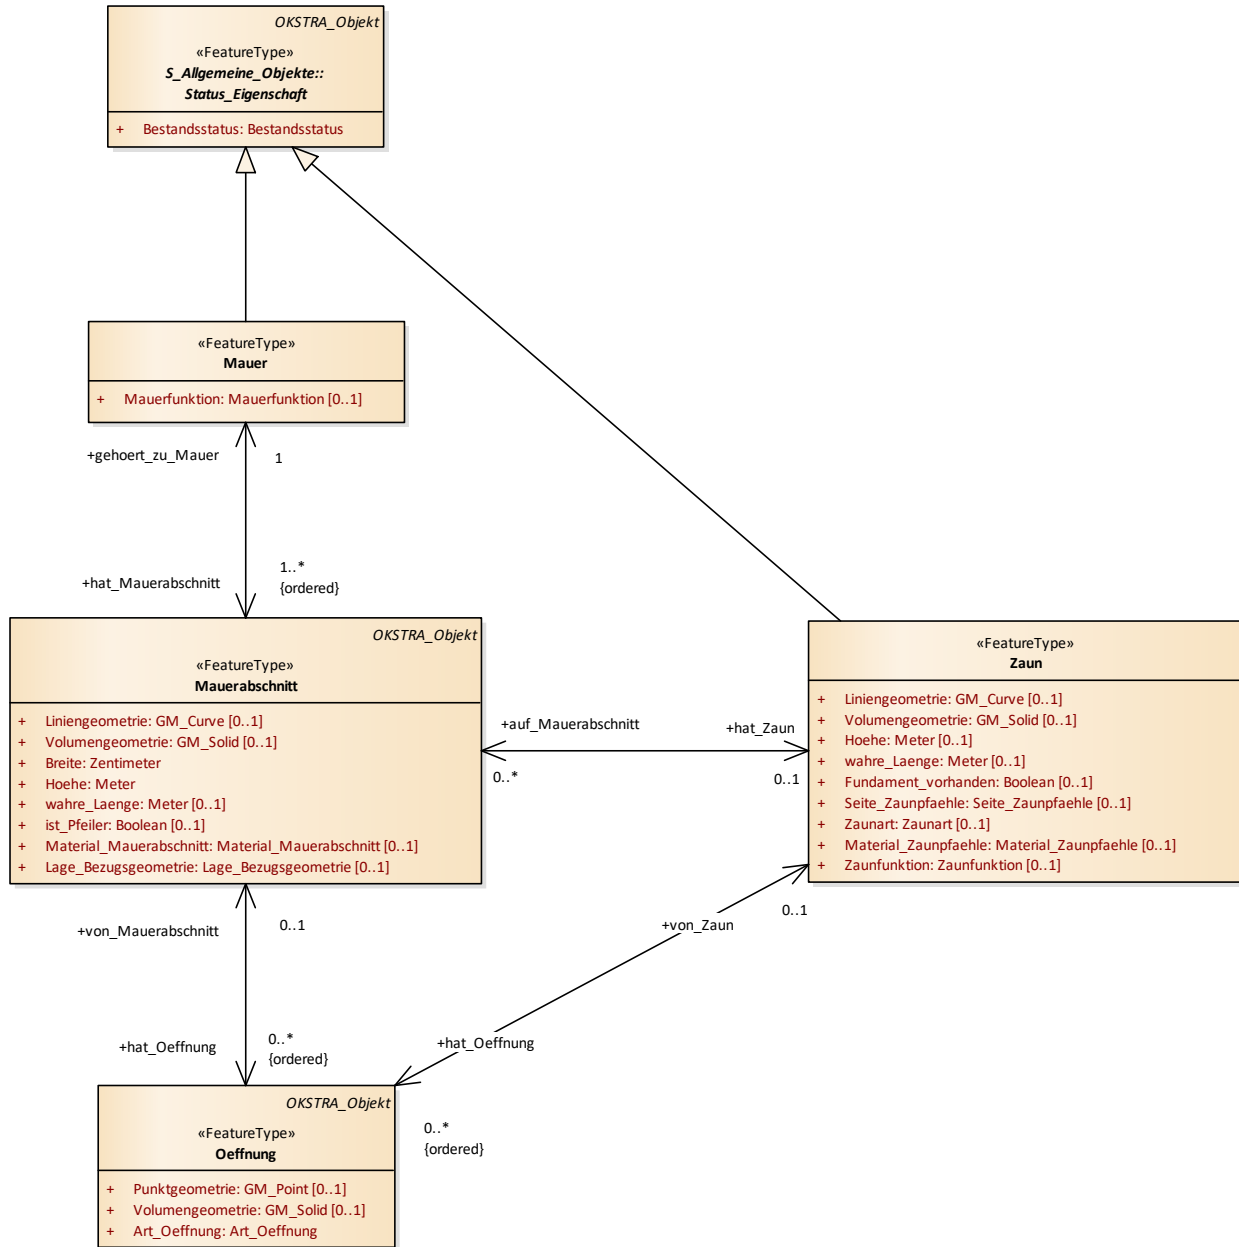 OKSTRA_Objekt
«FeatureType»
S_Allgemeine_Objekte::
Status_Eigenschaft
+ Bestandsstatus: Bestandsstatus
«FeatureType»
Mauer
+ Mauerfunktion: Mauerfunktion [0..1]
+gehoert_zu_Mauer
1
+hat_Mauerabschnitt
1..*
{ordered}
OKSTRA_Objekt
«FeatureType»
Mauerabschnitt
+ Liniengeometrie: GM_Curve [0..1]
+ Volumengeometrie: GM_Solid [0..1]
+ Breite: Zentimeter
+ Hoehe: Meter
+ wahre_Laenge: Meter [0..1]
+ ist_Pfeiler: Boolean [0..1]
+ Material_Mauerabschnitt: Material_Mauerabschnitt [0..1]
+ Lage_Bezugsgeometrie: Lage_Bezugsgeometrie [0..1]
+auf_Mauerabschnitt
0..*
+hat_Zaun
0..1
«FeatureType»
Zaun
+ Liniengeometrie: GM_Curve [0..1]
+ Volumengeometrie: GM_Solid [0..1]
+ Hoehe: Meter [0..1]
+ wahre_Laenge: Meter [0..1]
+ Fundament_vorhanden: Boolean [0..1]
+ Seite_Zaunpfaehle: Seite_Zaunpfaehle [0..1]
+ Zaunart: Zaunart [0..1]
+ Material_Zaunpfaehle: Material_Zaunpfaehle [0..1]
+ Zaunfunktion: Zaunfunktion [0..1]
+von_Mauerabschnitt
0..1
+von_Zaun
0..1
+hat_Oeffnung
0..*
{ordered}
+hat_Oeffnung
0..*
{ordered}
OKSTRA_Objekt
«FeatureType»
Oeffnung
+ Punktgeometrie: GM_Point [0..1]
+ Volumengeometrie: GM_Solid [0..1]
+ Art_Oeffnung: Art_Oeffnung